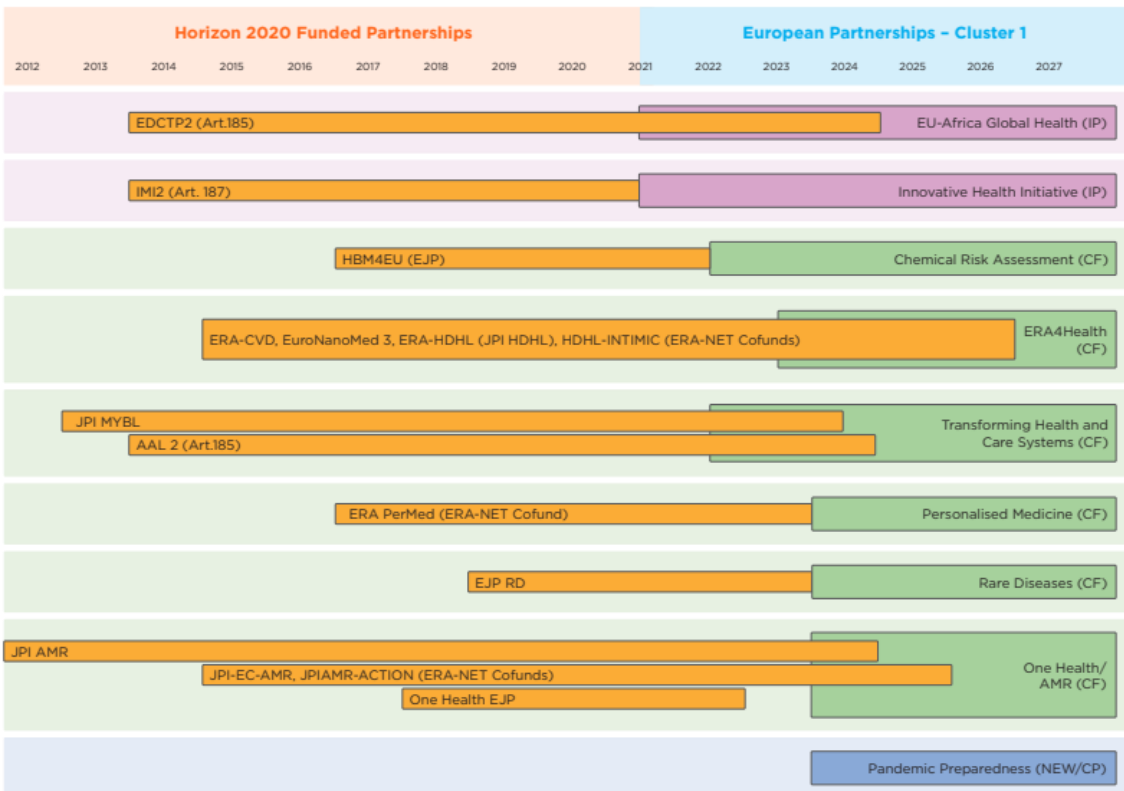 Horizon 2020 Funded Partnerships
European Partnerships – Cluster 1
2012 2013 2014 2015 2016 2017 2018 2019 2020 2021 2022 2023 2024 2025 2026 2027
EDCTP2 (Art.185)
EU-Africa Global Health (IP)
IMI2 (Art. 187)
Innovative Health Initiative (IP)
HBM4EU (EJP)
Chemical Risk Assessment (CF)
ERA-CVD, EuroNanoMed 3, ERA-HDHL (JPI HDHL), HDHL-INTIMIC (ERA-NET Cofunds)
ERA4Health
(CF)
JPI MYBL
AAL 2 (Art.185)
Transforming Health and
Care Systems (CF)
ERA PerMed (ERA-NET Cofund)
Personalised Medicine (CF)
EJP RD
Rare Diseases (CF)
JPI AMR
JPI-EC-AMR, JPIAMR-ACTION (ERA-NET Cofunds)
One Health EJP
One Health/
AMR (CF)
Pandemic Preparedness (NEW/CP)